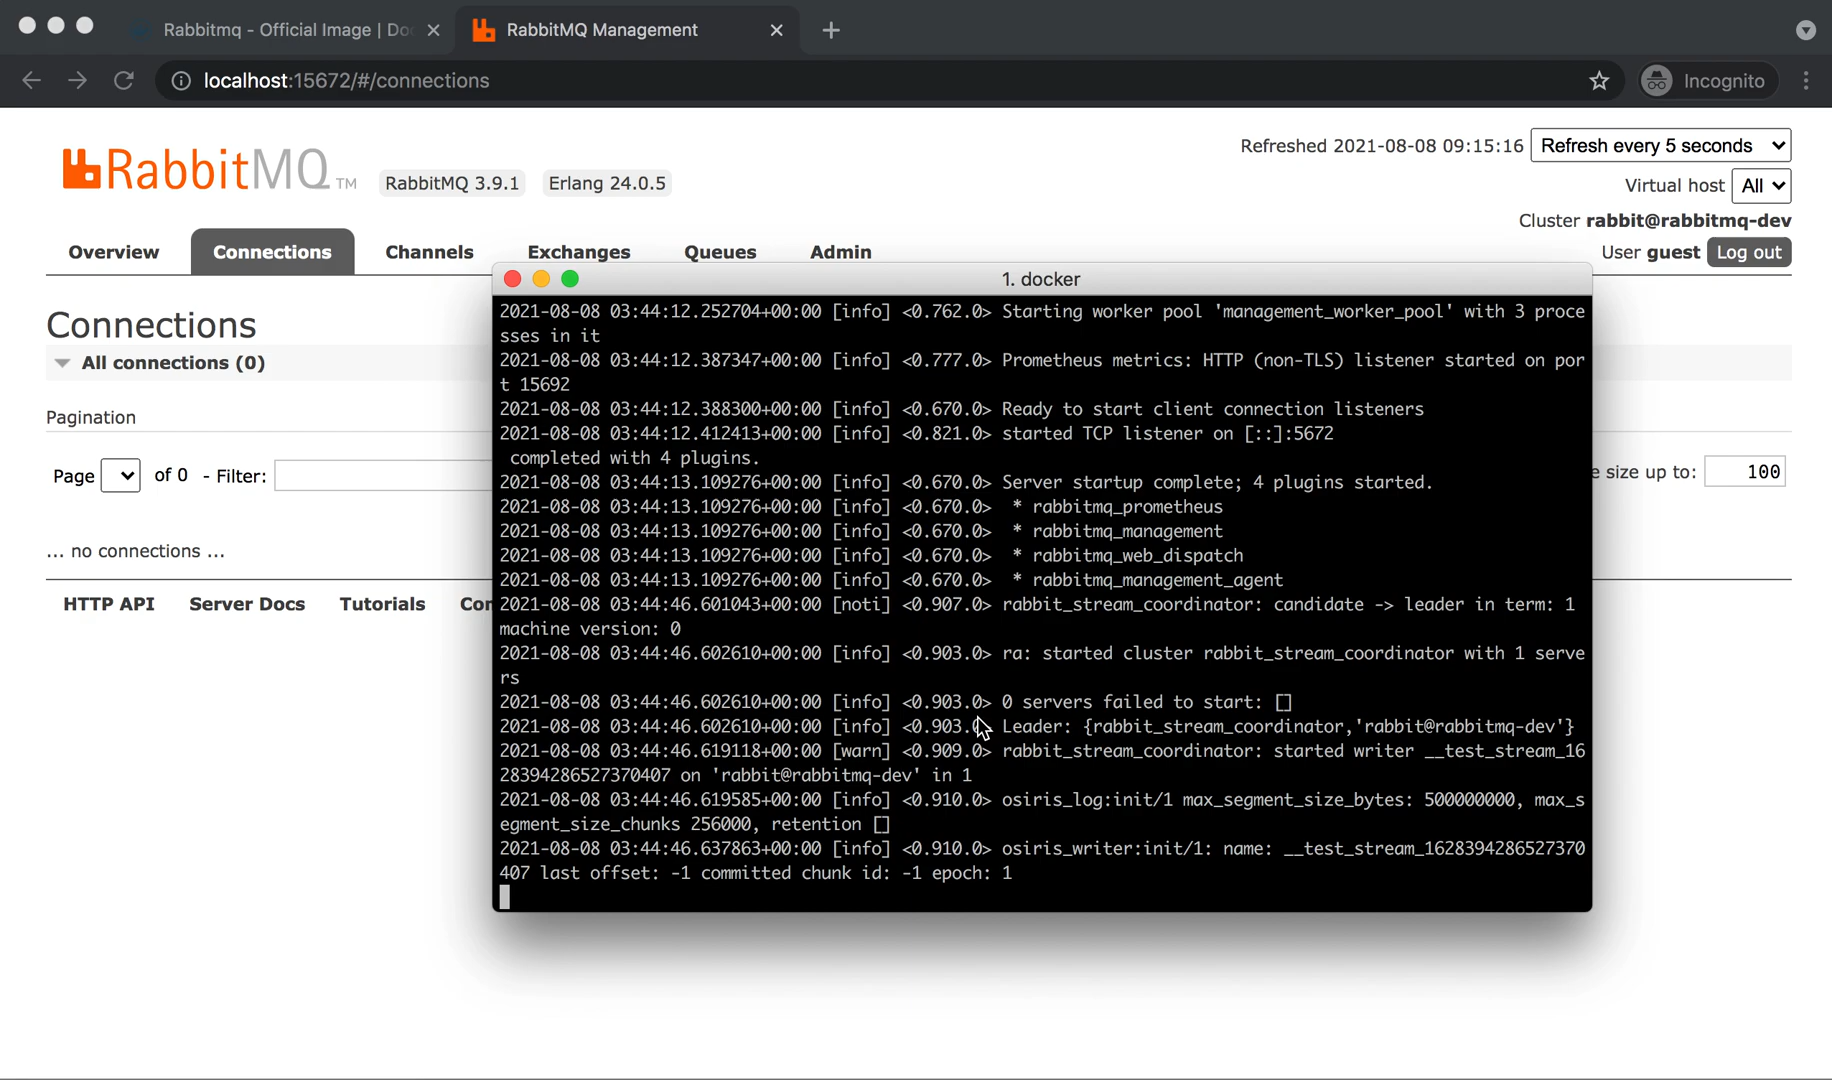 Rabbitmq - Official Image | Do
RabbitMQ Management
localhost:15672/#/connections
Incognito
RabbitMQ TM
RabbitMQ 3.9.1
Erlang 24.0.5
Refreshed 2021-08-08 09:15:16
Refresh every 5 seconds
Virtual host All
Cluster rabbit@rabbitmq-dev
User guest Log out
Overview
Connections
Channels
Exchanges
Queues
Admin
Connections
All connections (0)
Pagination
Page of 0 - Filter:
e size up to: 100
... no connections ...
HTTP API
Server Docs
Tutorials
1. docker
2021-08-08 03:44:12.252704+00:00 [info] <0.762.0> Starting worker pool 'management_worker_pool' with 3 proce
sses in it
2021-08-08 03:44:12.387347+00:00 [info] <0.777.0> Prometheus metrics: HTTP (non-TLS) listener started on por
t 15692
2021-08-08 03:44:12.388300+00:00 [info] <0.670.0> Ready to start client connection listeners
2021-08-08 03:44:12.412413+00:00 [info] <0.821.0> started TCP listener on [::]:5672
completed with 4 plugins.
2021-08-08 03:44:13.109276+00:00 [info] <0.670.0> Server startup complete; 4 plugins started.
2021-08-08 03:44:13.109276+00:00 [info] <0.670.0> * rabbitmq_prometheus
2021-08-08 03:44:13.109276+00:00 [info] <0.670.0> * rabbitmq_management
2021-08-08 03:44:13.109276+00:00 [info] <0.670.0> * rabbitmq_web_dispatch
2021-08-08 03:44:13.109276+00:00 [info] <0.670.0> * rabbitmq_management_agent
2021-08-08 03:44:46.601043+00:00 [noti] <0.907.0> rabbit_stream_coordinator: candidate -> leader in term: 1
machine version: 0
2021-08-08 03:44:46.602610+00:00 [info] <0.903.0> ra: started cluster rabbit_stream_coordinator with 1 serve
rs
2021-08-08 03:44:46.602610+00:00 [info] <0.903.0> 0 servers failed to start: []
2021-08-08 03:44:46.602610+00:00 [info] <0.903.0> Leader: {rabbit_stream_coordinator,'rabbit@rabbitmq-dev'}
2021-08-08 03:44:46.619118+00:00 [warn] <0.909.0> rabbit_stream_coordinator: started writer __test_stream_16
28394286527370407 on 'rabbit@rabbitmq-dev' in 1
2021-08-08 03:44:46.619585+00:00 [info] <0.910.0> osiris_log:init/1 max_segment_size_bytes: 500000000, max_s
egment_size_chunks 256000, retention []
2021-08-08 03:44:46.637863+00:00 [info] <0.910.0> osiris_writer:init/1: name: __test_stream_1628394286527370
407 last offset: -1 committed chunk id: -1 epoch: 1